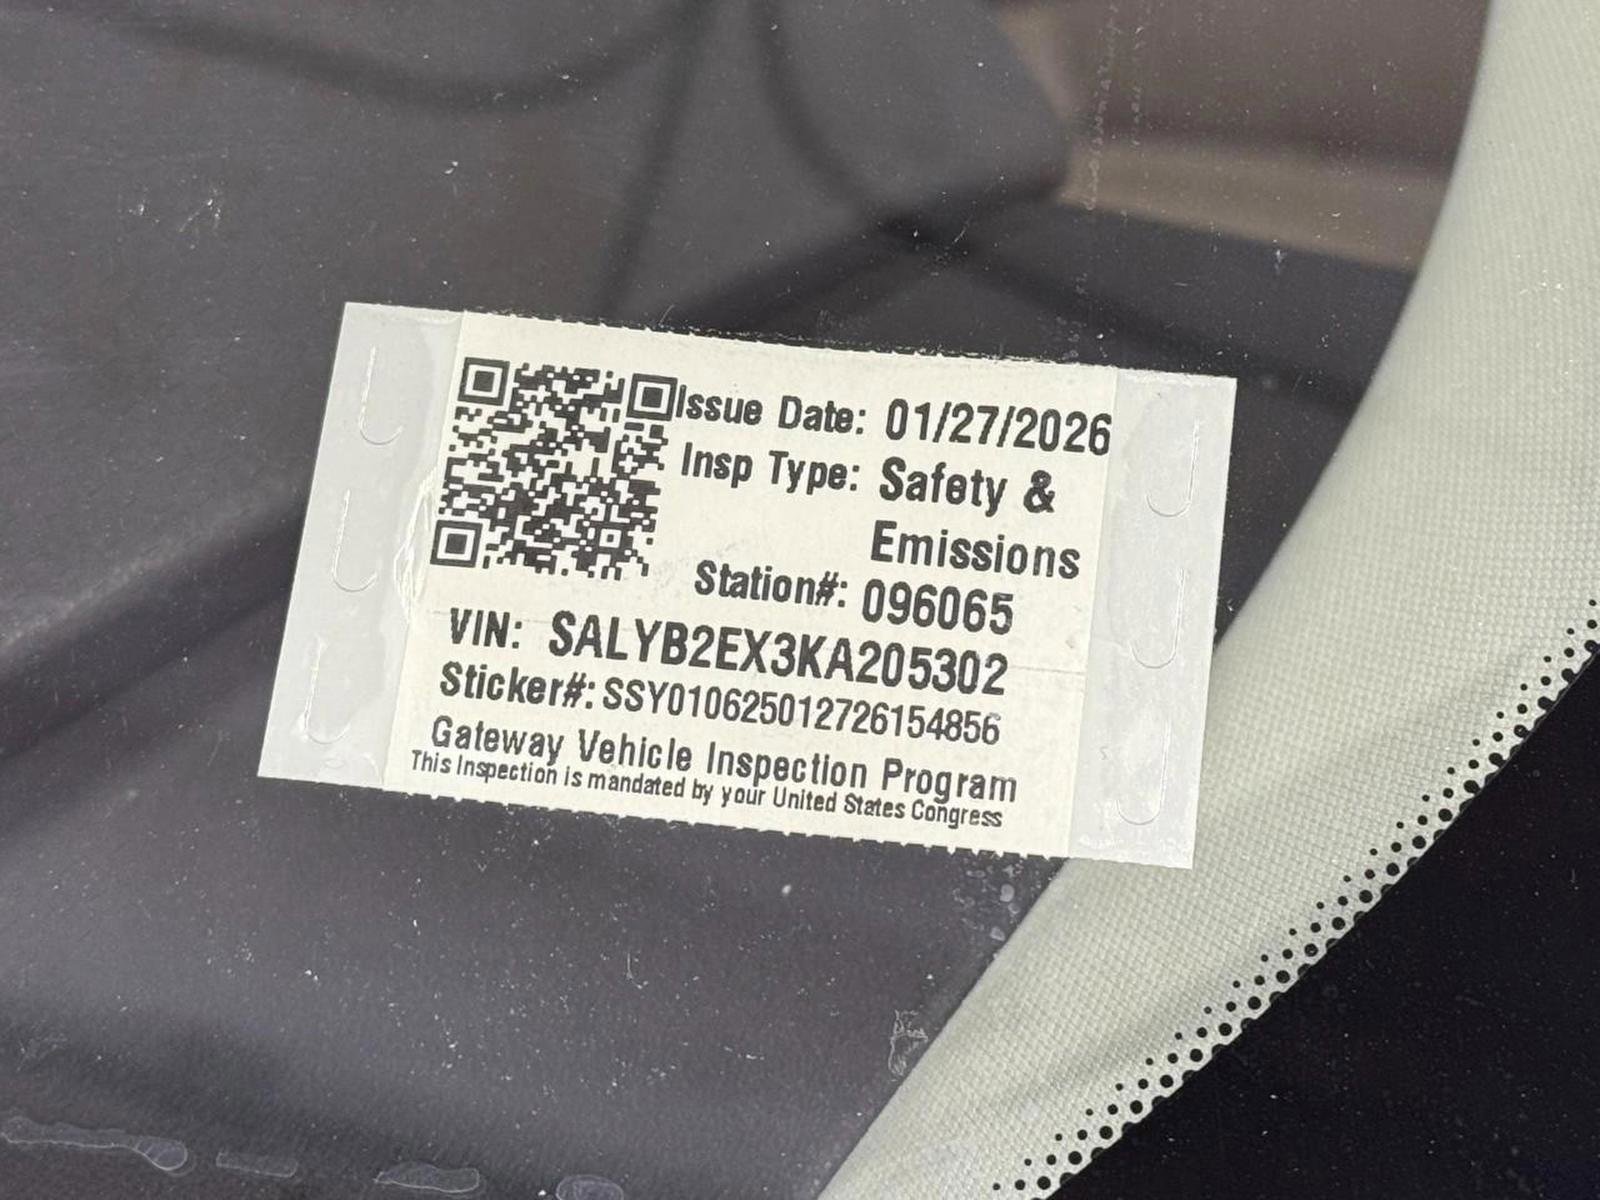 Issue Date: 01/27/2026
Insp Type: Safety &
Emissions
Station#: 096065
VIN: SALYB2EX3KA205302
Sticker#: SSY010625012726154856
Gateway Vehicle Inspection Program
This Inspection is mandated by your United States Congress